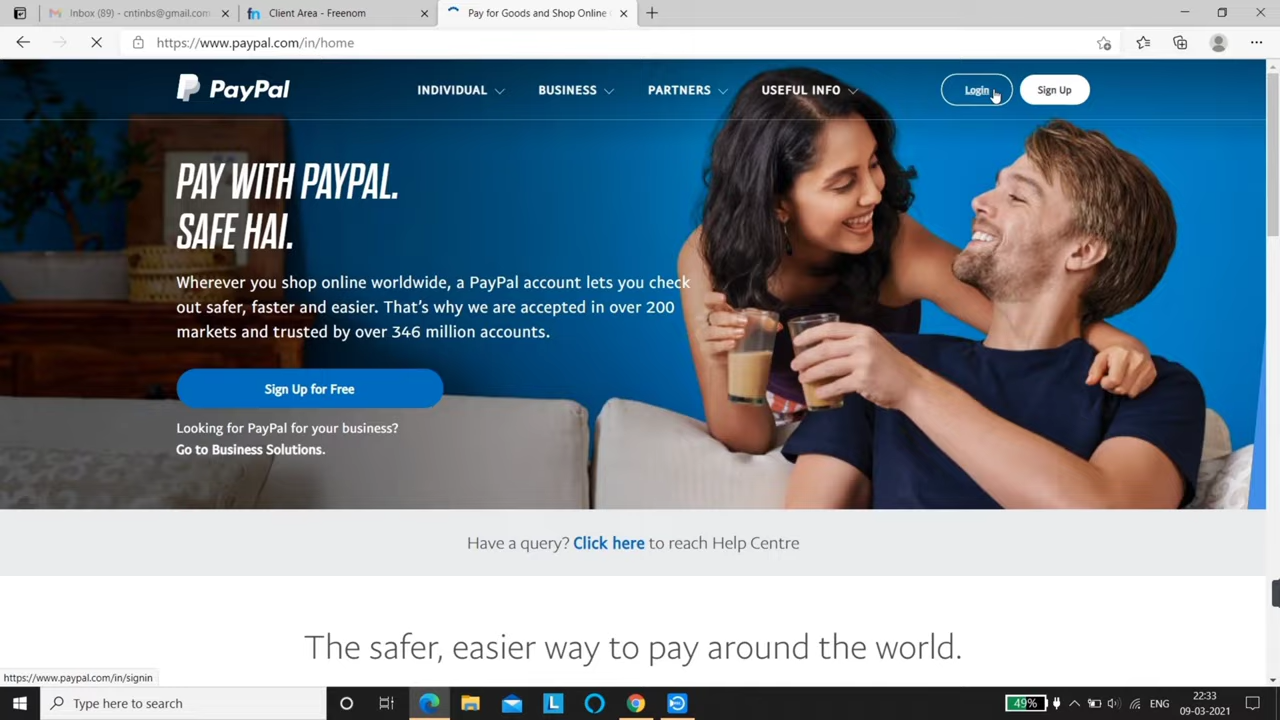 Inbox (89) - cntinbs@gmail.com
Client Area - Freenom
Pay for Goods and Shop Online
https://www.paypal.com/in/home
PayPal
INDIVIDUAL
BUSINESS
PARTNERS
USEFUL INFO
Login
Sign Up
PAY WITH PAYPAL.
SAFE HAI.
Wherever you shop online worldwide, a PayPal account lets you check
out safer, faster and easier. That's why we are accepted in over 200
markets and trusted by over 346 million accounts.
Sign Up for Free
Looking for PayPal for your business?
Go to Business Solutions.
Have a query? Click here to reach Help Centre
The safer, easier way to pay around the world.
https://www.paypal.com/in/signin
Type here to search
49%
ENG
22:33
09-03-2021